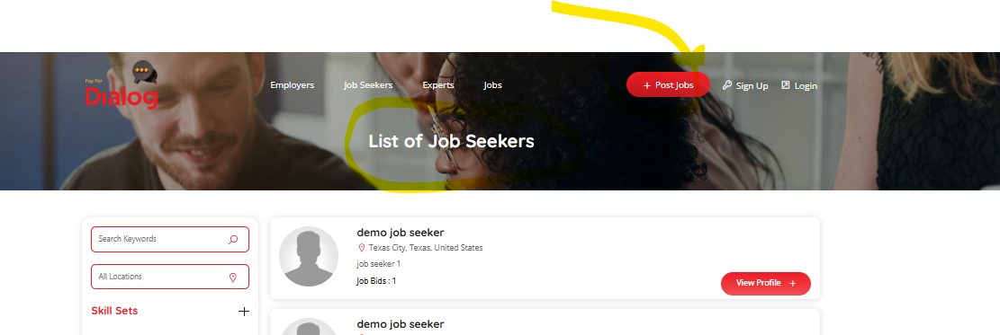 Pay Per
Dialog
Employers Job Seekers Experts Jobs + Post Jobs Sign Up Login
List of Job Seekers
Search Keywords
All Locations
Skill Sets
demo job seeker
Texas City, Texas, United States
job seeker 1
Job Bids : 1
View Profile +
demo job seeker